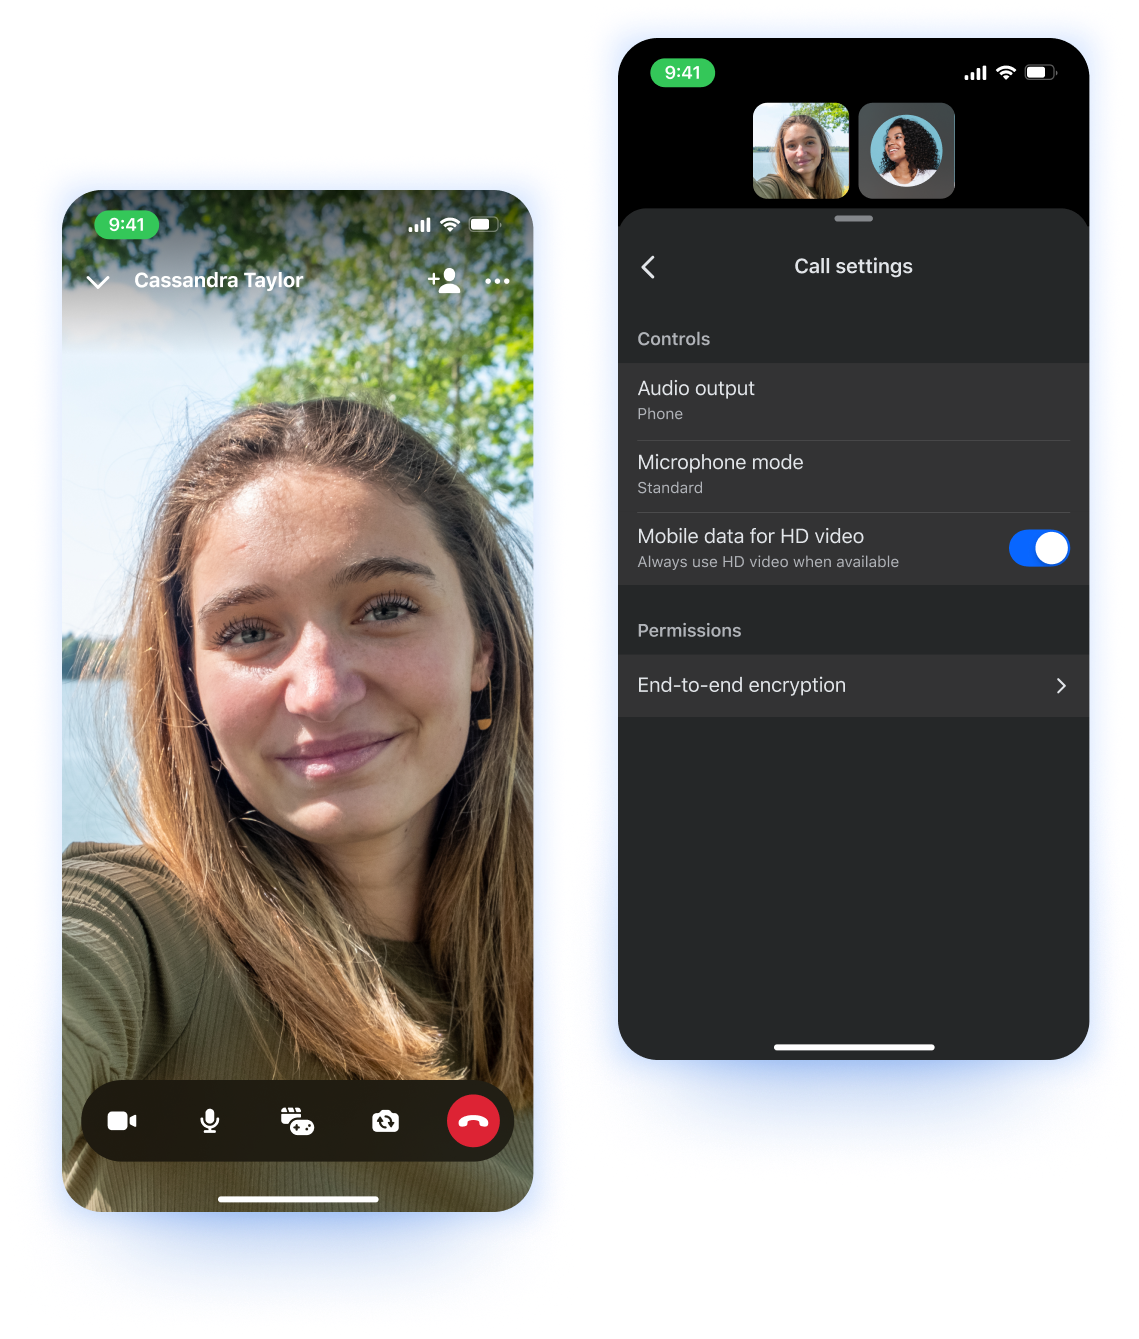 9:41
Cassandra Taylor
9:41
Call settings
Controls
Audio output
Phone
Microphone mode
Standard
Mobile data for HD video
Always use HD video when available
Permissions
End-to-end encryption